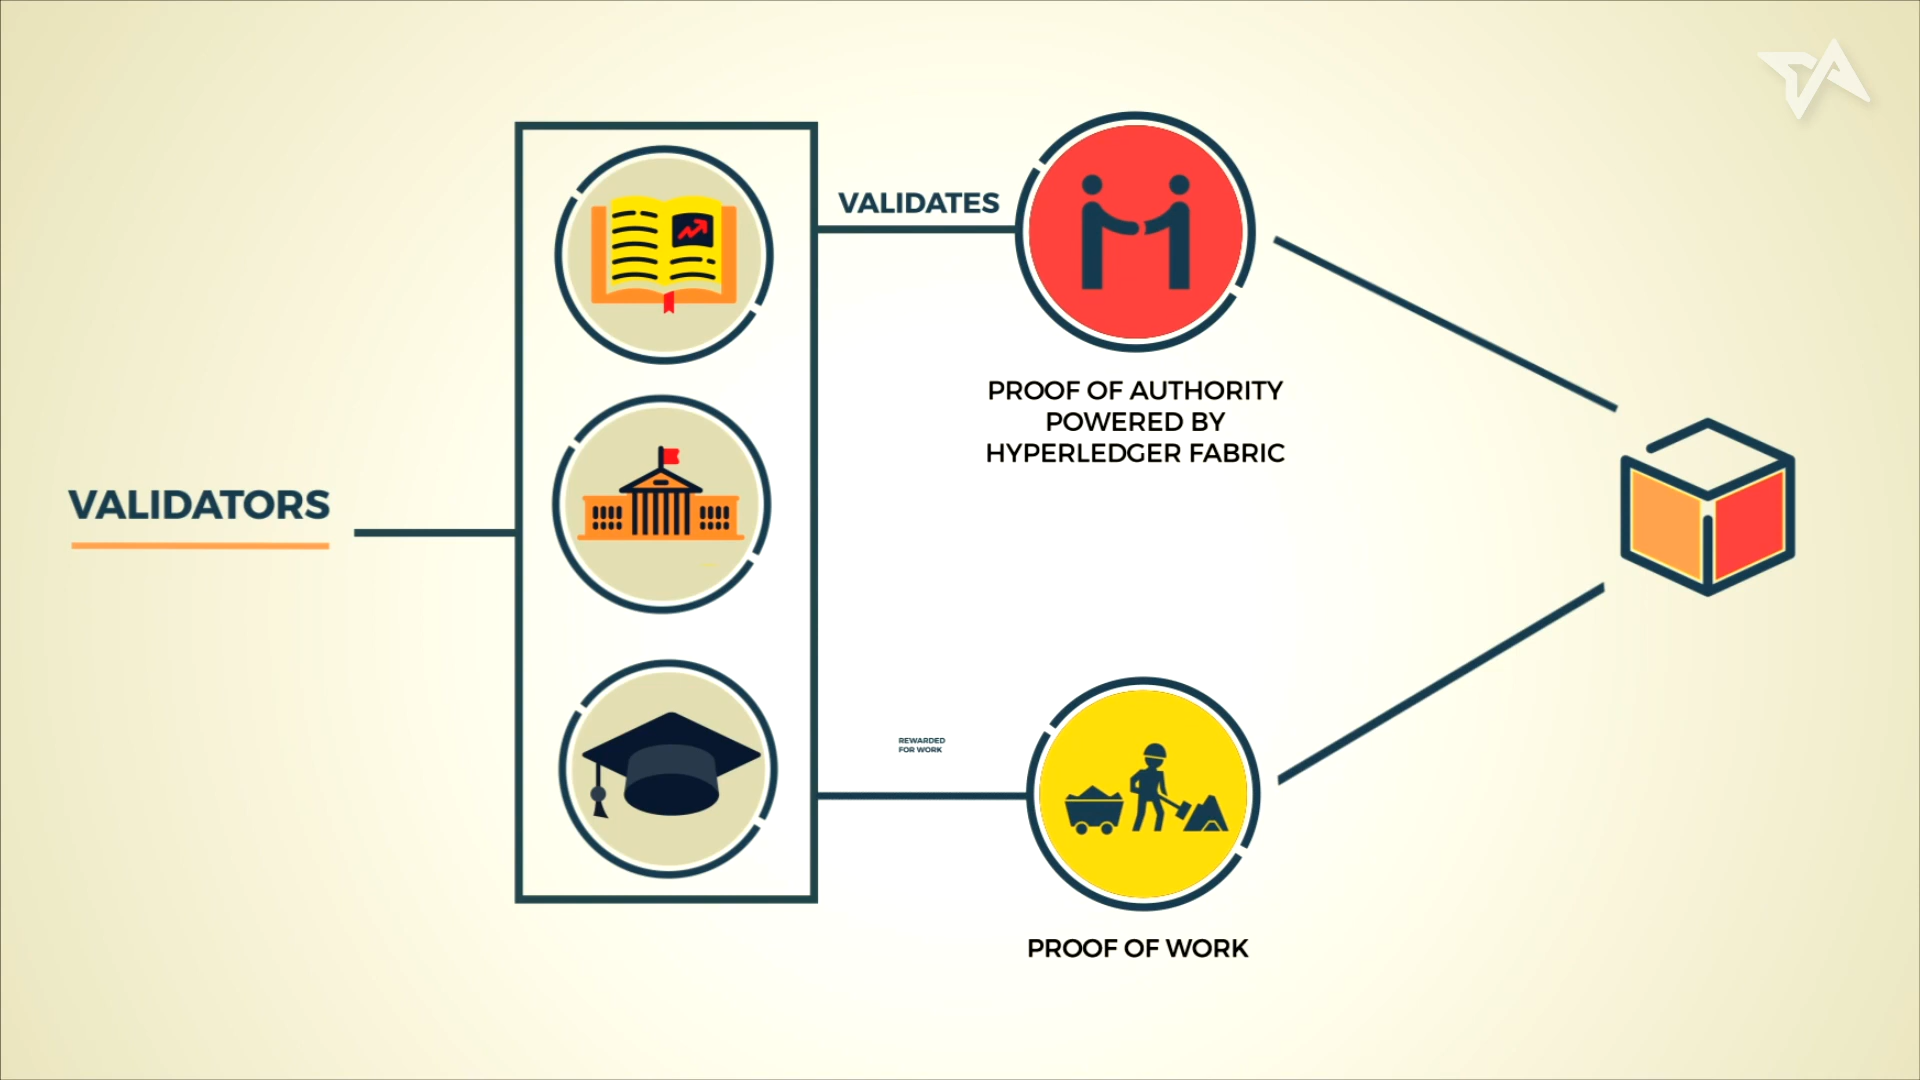 VALIDATORS
VALIDATES
PROOF OF AUTHORITY
POWERED BY
HYPERLEDGER FABRIC
REWARDED
FOR WORK
PROOF OF WORK